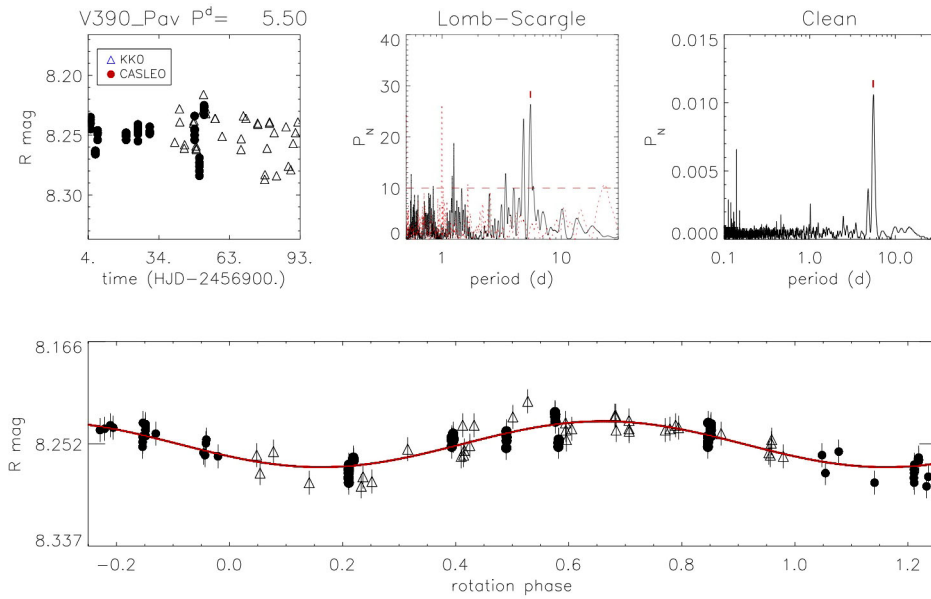 V390_Pav P^d= 5.50
KKO
CASLEO
R mag
8.20
8.25
8.30
4. 34. 63. 93.
time (HJD-2456900.)
Lomb-Scargle
P_N
40
30
20
10
0
1 10
period (d)
Clean
P_N
0.015
0.010
0.005
0.000
0.1 1.0 10.0
period (d)
R mag
8.166
8.252
8.337
-0.2 0.0 0.2 0.4 0.6 0.8 1.0 1.2
rotation phase